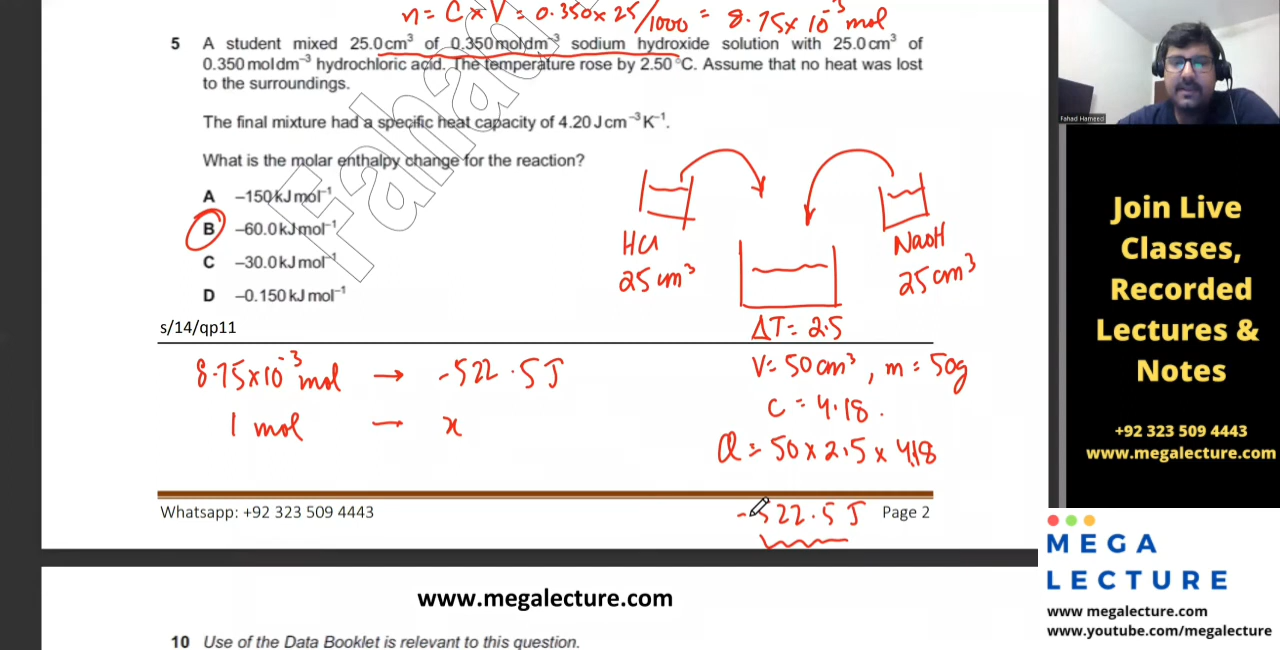 n = C × V = 0.350 × 25/1000 = 8.75 × 10⁻³ mol
5 A student mixed 25.0 cm³ of 0.350 mol dm⁻³ sodium hydroxide solution with 25.0 cm³ of
0.350 mol dm⁻³ hydrochloric acid. The temperature rose by 2.50 °C. Assume that no heat was lost
to the surroundings.
The final mixture had a specific heat capacity of 4.20 J cm⁻³ K⁻¹.
What is the molar enthalpy change for the reaction?
A –150 kJ mol⁻¹
B –60.0 kJ mol⁻¹
C –30.0 kJ mol⁻¹
D –0.150 kJ mol⁻¹
s/14/qp11
HCl
25 cm³
NaOH
25 cm³
ΔT = 2.5
V = 50 cm³, m = 50g
C = 4.18.
Q = 50 × 2.5 × 4.18
-522.5 J
8.75 × 10⁻³ mol → -522.5 J
1 mol — x
Whatsapp: +92 323 509 4443
Page 2
www.megalecture.com
10 Use of the Data Booklet is relevant to this question.
Fahad
Fahad Hameed
Join Live
Classes,
Recorded
Lectures &
Notes
+92 323 509 4443
www.megalecture.com
MEGA
LECTURE
www megalecture.com
www.youtube.com/megalecture